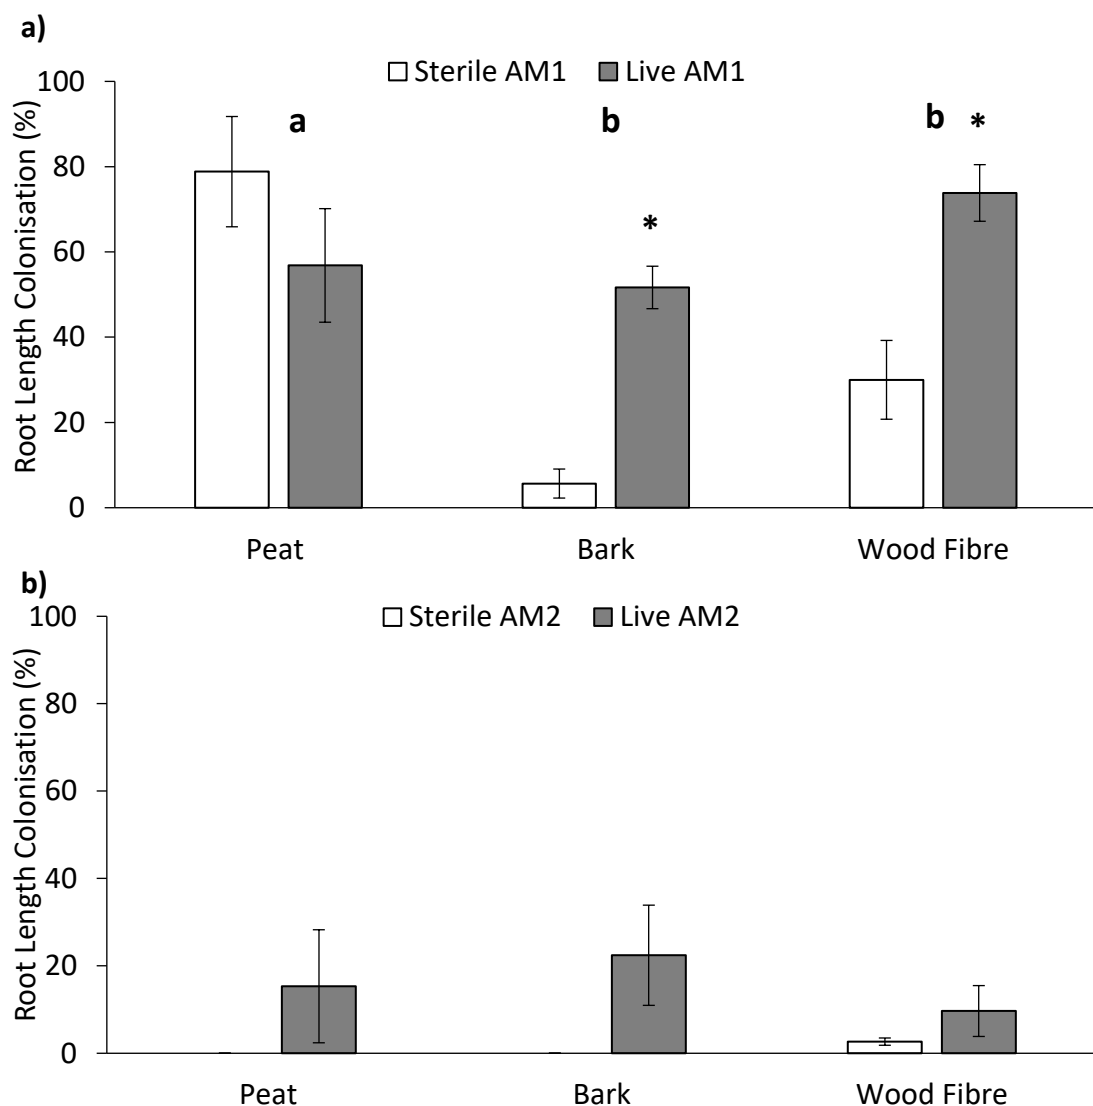 a)
Sterile AM1 Live AM1
Root Length Colonisation (%)
100
80
60
40
20
0
a b b *
*
Peat Bark Wood Fibre
b)
Sterile AM2 Live AM2
Root Length Colonisation (%)
100
80
60
40
20
0
Peat Bark Wood Fibre